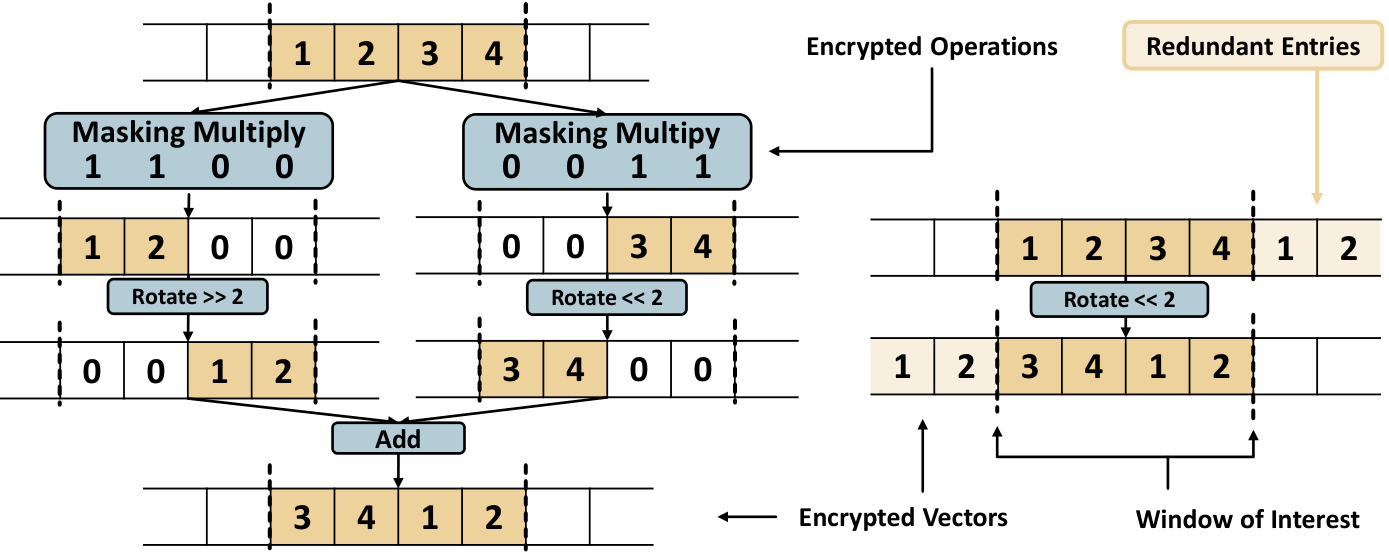 1 2 3 4
Encrypted Operations
Redundant Entries
Masking Multiply
1 1 0 0
Masking Multipy
0 0 1 1
1 2 0 0
0 0 3 4
1 2 3 4 1 2
Rotate >> 2
Rotate << 2
Rotate << 2
0 0 1 2
3 4 0 0
1 2 3 4 1 2
Add
3 4 1 2
Encrypted Vectors
Window of Interest